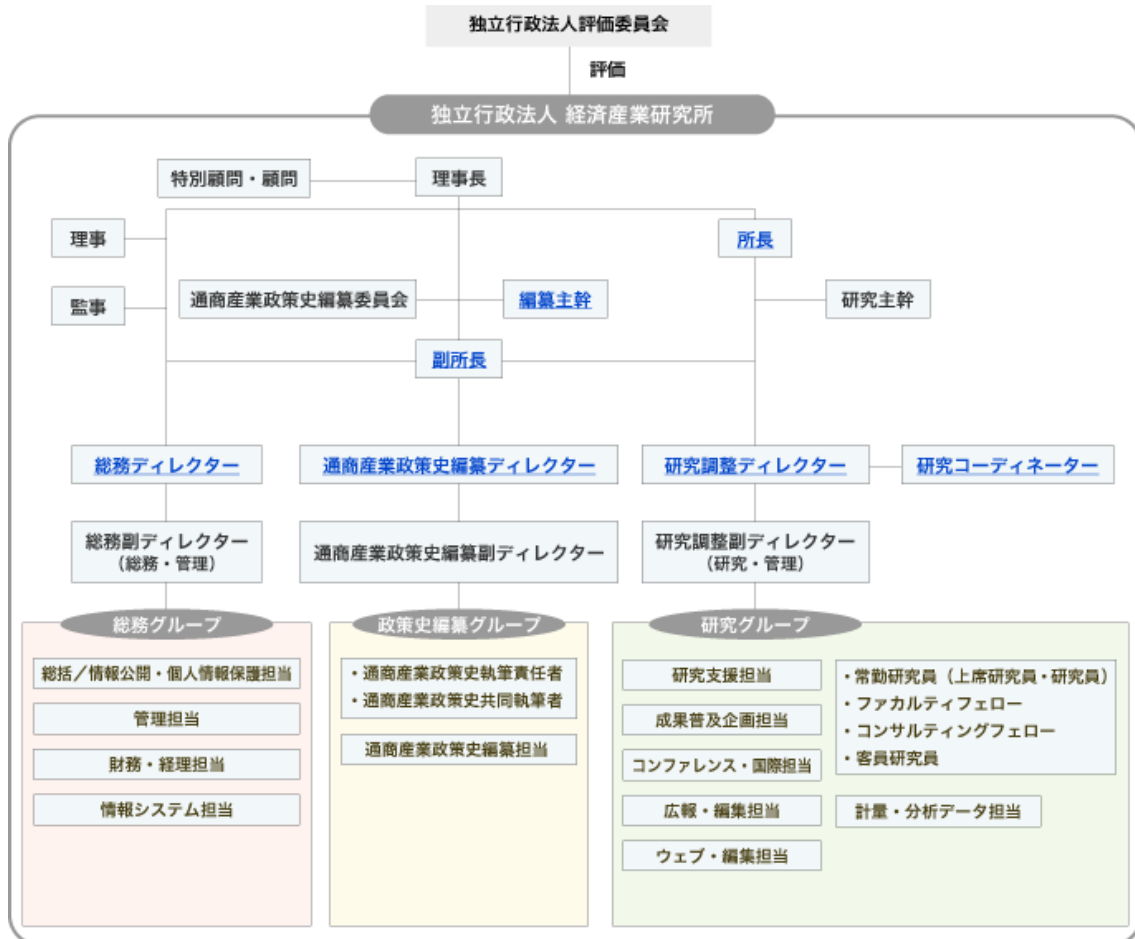 独立行政法人評価委員会
評価
独立行政法人 経済産業研究所
特別顧問・顧問
理事長
理事
所長
監事
通商産業政策史編纂委員会
編纂主幹
研究主幹
副所長
総務ディレクター
通商産業政策史編纂ディレクター
研究調整ディレクター
研究コーディネーター
総務副ディレクター
（総務・管理）
通商産業政策史編纂副ディレクター
研究調整副ディレクター
（研究・管理）
総務グループ
総括／情報公開・個人情報保護担当
管理担当
財務・経理担当
情報システム担当
政策史編纂グループ
・通商産業政策史執筆責任者
・通商産業政策史共同執筆者
通商産業政策史編纂担当
研究グループ
研究支援担当
成果普及企画担当
コンファレンス・国際担当
広報・編集担当
ウェブ・編集担当
・常勤研究員（上席研究員・研究員）
・ファカルティフェロー
・コンサルティングフェロー
・客員研究員
計量・分析データ担当